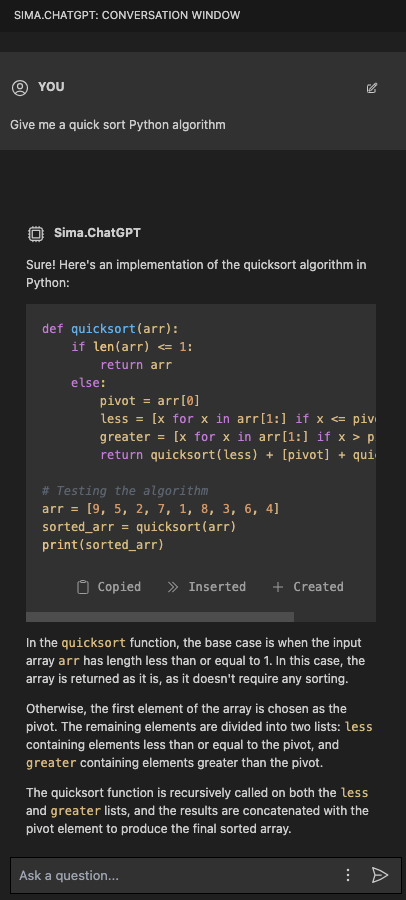 SIMA.CHATGPT: CONVERSATION WINDOW
YOU
Give me a quick sort Python algorithm
Sima.ChatGPT
Sure! Here's an implementation of the quicksort algorithm in
Python:
def quicksort(arr):
    if len(arr) <= 1:
        return arr
    else:
        pivot = arr[0]
        less = [x for x in arr[1:] if x <= piv
        greater = [x for x in arr[1:] if x > p
        return quicksort(less) + [pivot] + qui
# Testing the algorithm
arr = [9, 5, 2, 7, 1, 8, 3, 6, 4]
sorted_arr = quicksort(arr)
print(sorted_arr)
Copied Inserted + Created
In the quicksort function, the base case is when the input
array arr has length less than or equal to 1. In this case, the
array is returned as it is, as it doesn't require any sorting.
Otherwise, the first element of the array is chosen as the
pivot. The remaining elements are divided into two lists: less
containing elements less than or equal to the pivot, and
greater containing elements greater than the pivot.
The quicksort function is recursively called on both the less
and greater lists, and the results are concatenated with the
pivot element to produce the final sorted array.
Ask a question...